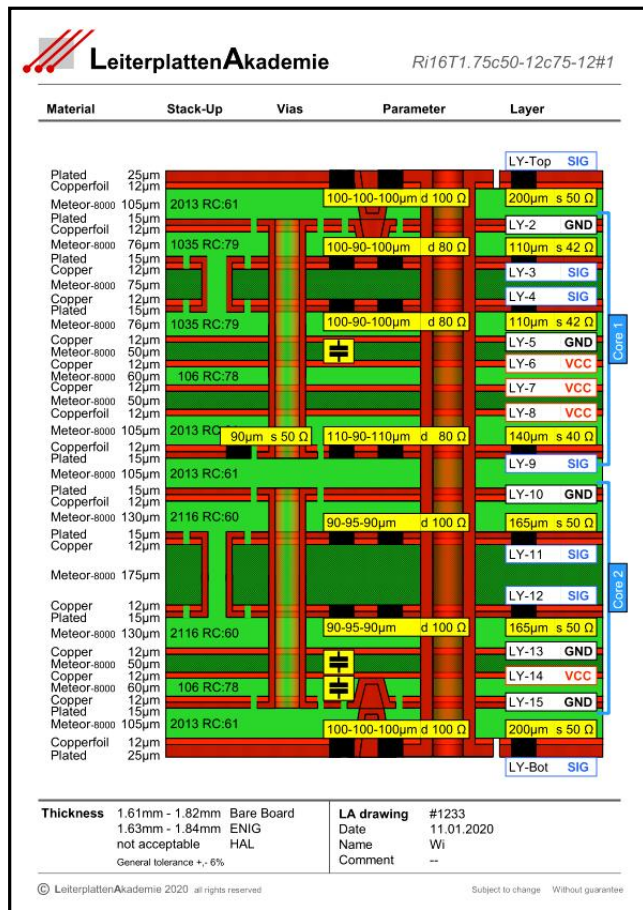 LeiterplattenAkademie
Ri16T1.75c50-12c75-12#1
Material Stack-Up Vias Parameter Layer
LY-Top SIG
Plated 25µm
Copperfoil 12µm
Meteor-8000 105µm 2013 RC:61 100-100-100µm d 100 Ω 200µm s 50 Ω
Plated 15µm
Copperfoil 12µm LY-2 GND
Meteor-8000 76µm 1035 RC:79 100-90-100µm d 80 Ω 110µm s 42 Ω
Plated 15µm
Copper 12µm LY-3 SIG
Meteor-8000 75µm
Copper 12µm LY-4 SIG
Plated 15µm
Meteor-8000 76µm 1035 RC:79 100-90-100µm d 80 Ω 110µm s 42 Ω
Core 1
Copper 12µm LY-5 GND
Meteor-8000 50µm
Copper 12µm LY-6 VCC
Meteor-8000 60µm 106 RC:78
Copper 12µm LY-7 VCC
Meteor-8000 50µm
Copperfoil 12µm LY-8 VCC
Meteor-8000 105µm 2013 90µm s 50 Ω 110-90-110µm d 80 Ω 140µm s 40 Ω
Copperfoil 12µm
Plated 15µm LY-9 SIG
Meteor-8000 105µm 2013 RC:61
Plated 15µm LY-10 GND
Copperfoil 12µm
Meteor-8000 130µm 2116 RC:60 90-95-90µm d 100 Ω 165µm s 50 Ω
Plated 15µm
Copper 12µm LY-11 SIG
Meteor-8000 175µm
Core 2
LY-12 SIG
Copper 12µm
Plated 15µm
Meteor-8000 130µm 2116 RC:60 90-95-90µm d 100 Ω 165µm s 50 Ω
Copper 12µm LY-13 GND
Meteor-8000 50µm
Copper 12µm LY-14 VCC
Meteor-8000 60µm 106 RC:78
Copper 12µm LY-15 GND
Plated 15µm
Meteor-8000 105µm 2013 RC:61 100-100-100µm d 100 Ω 200µm s 50 Ω
Copperfoil 12µm
Plated 25µm
LY-Bot SIG
Thickness 1.61mm - 1.82mm Bare Board
1.63mm - 1.84mm ENIG
not acceptable HAL
General tolerance +,- 6%
LA drawing #1233
Date 11.01.2020
Name Wi
Comment --
© LeiterplattenAkademie 2020 all rights reserved
Subject to change Without guarantee